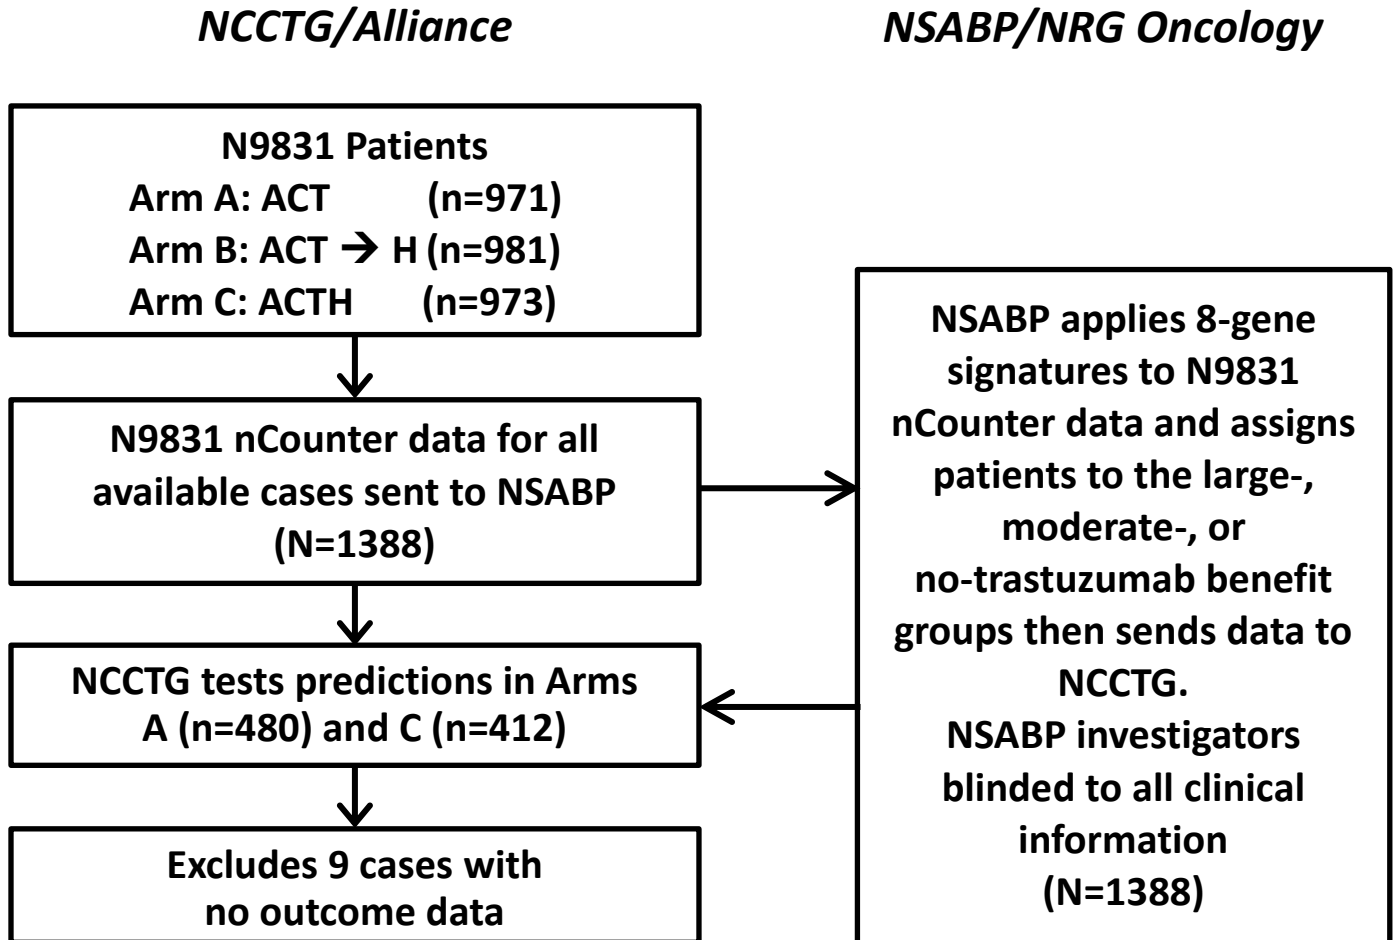 NCCTG/Alliance
NSABP/NRG Oncology
N9831 Patients
Arm A: ACT (n=971)
Arm B: ACT → H (n=981)
Arm C: ACTH (n=973)
N9831 nCounter data for all
available cases sent to NSABP
(N=1388)
NCCTG tests predictions in Arms
A (n=480) and C (n=412)
Excludes 9 cases with
no outcome data
NSABP applies 8-gene
signatures to N9831
nCounter data and assigns
patients to the large-,
moderate-, or
no-trastuzumab benefit
groups then sends data to
NCCTG.
NSABP investigators
blinded to all clinical
information
(N=1388)